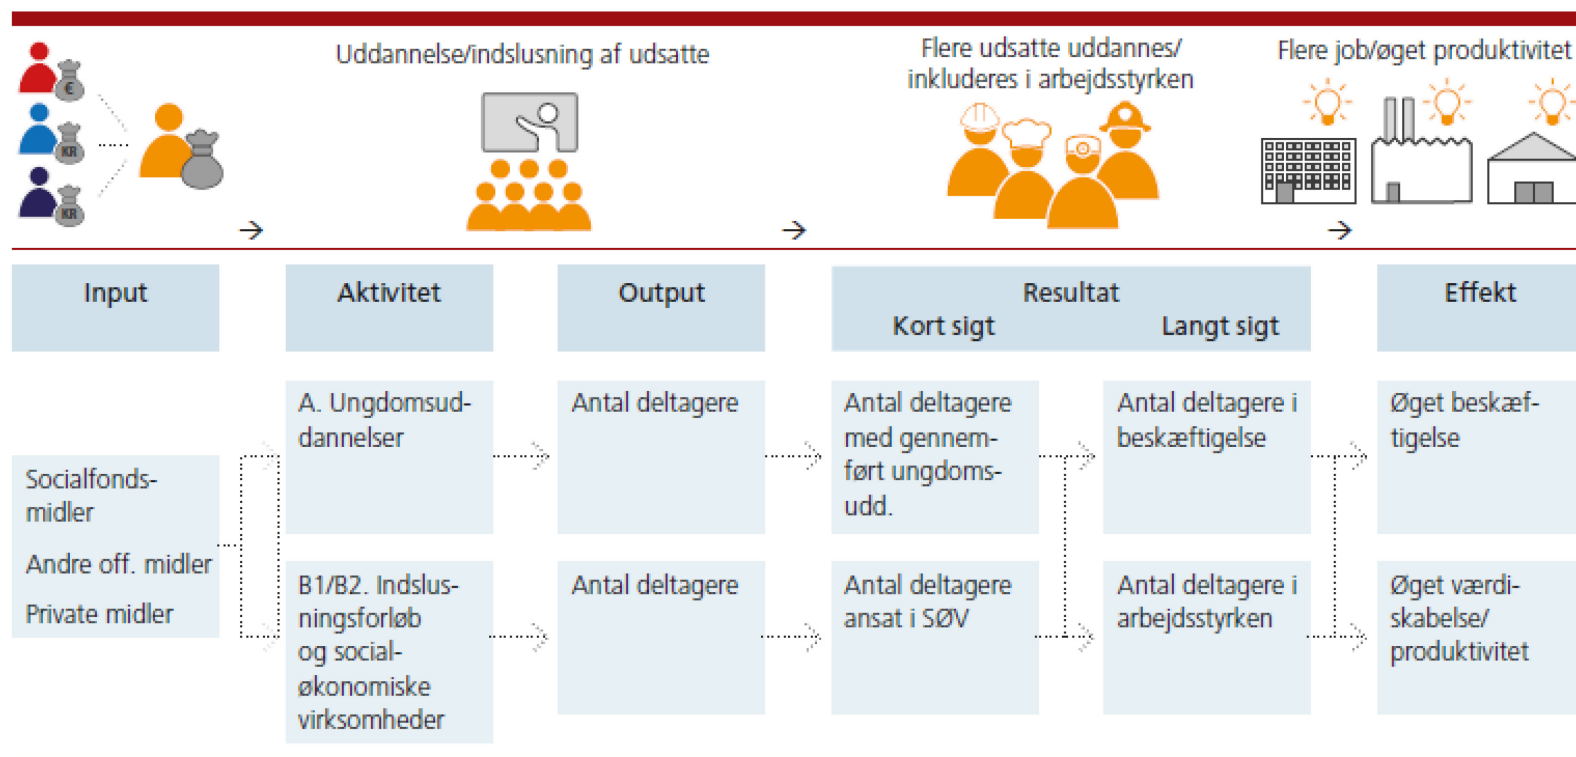 Uddannelse/indslusning af udsatte
Flere udsatte uddannes/
inkluderes i arbejdsstyrken
Flere job/øget produktivitet
€
KR
KR
Input
Aktivitet
Output
Resultat
Kort sigt
Langt sigt
Effekt
Socialfonds-
midler
Andre off. midler
Private midler
A. Ungdomsud-
dannelser
Antal deltagere
Antal deltagere
med gennem-
ført ungdoms-
udd.
Antal deltagere i
beskæftigelse
Øget beskæf-
tigelse
B1/B2. Indslus-
ningsforløb
og social-
økonomiske
virksomheder
Antal deltagere
Antal deltagere
ansat i SØV
Antal deltagere i
arbejdsstyrken
Øget værdi-
skabelse/
produktivitet